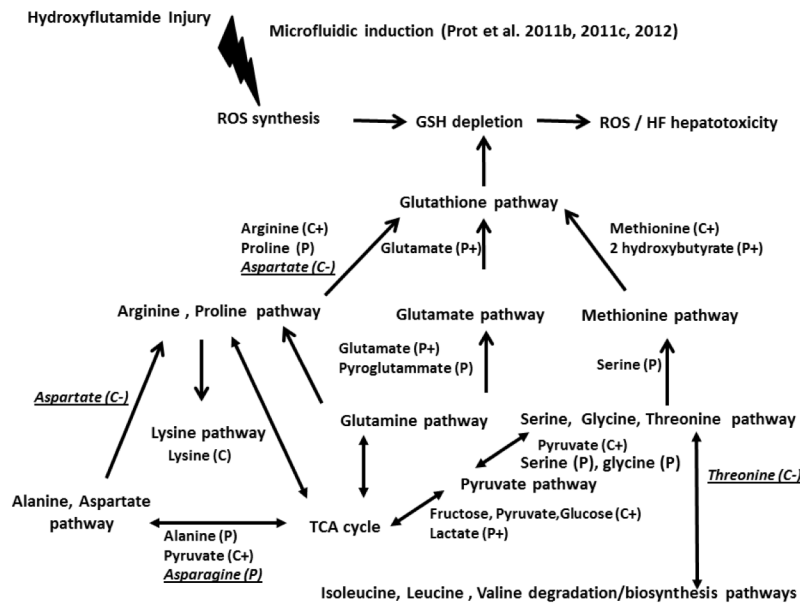 Hydroxyflutamide Injury
Microfluidic induction (Prot et al. 2011b, 2011c, 2012)
ROS synthesis
GSH depletion
ROS / HF hepatotoxicity
Glutathione pathway
Arginine (C+)
Proline (P)
Aspartate (C-)
Glutamate (P+)
Methionine (C+)
2 hydroxybutyrate (P+)
Arginine , Proline pathway
Glutamate pathway
Methionine pathway
Glutamate (P+)
Pyroglutammate (P)
Serine (P)
Aspartate (C-)
Lysine pathway
Lysine (C)
Glutamine pathway
Serine, Glycine, Threonine pathway
Pyruvate (C+)
Serine (P), glycine (P)
Pyruvate pathway
Threonine (C-)
Alanine, Aspartate
pathway
TCA cycle
Fructose, Pyruvate,Glucose (C+)
Lactate (P+)
Alanine (P)
Pyruvate (C+)
Asparagine (P)
Isoleucine, Leucine , Valine degradation/biosynthesis pathways